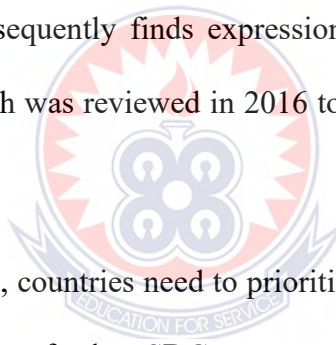 sequently finds expression
h was reviewed in 2016 to
, countries need to prioriti
EDUCATION FOR SERVICE